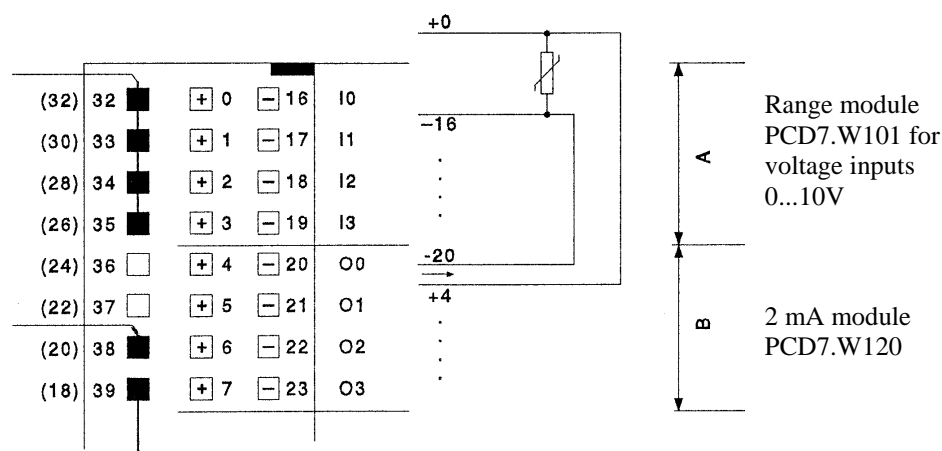 +0
(32) 32 + 0 − 16 I0
(30) 33 + 1 − 17 I1
(28) 34 + 2 − 18 I2
(26) 35 + 3 − 19 I3
(24) 36 + 4 − 20 O0
(22) 37 + 5 − 21 O1
(20) 38 + 6 − 22 O2
(18) 39 + 7 − 23 O3
−16
-20
+4
A
Range module
PCD7.W101 for
voltage inputs
0...10V
B
2 mA module
PCD7.W120